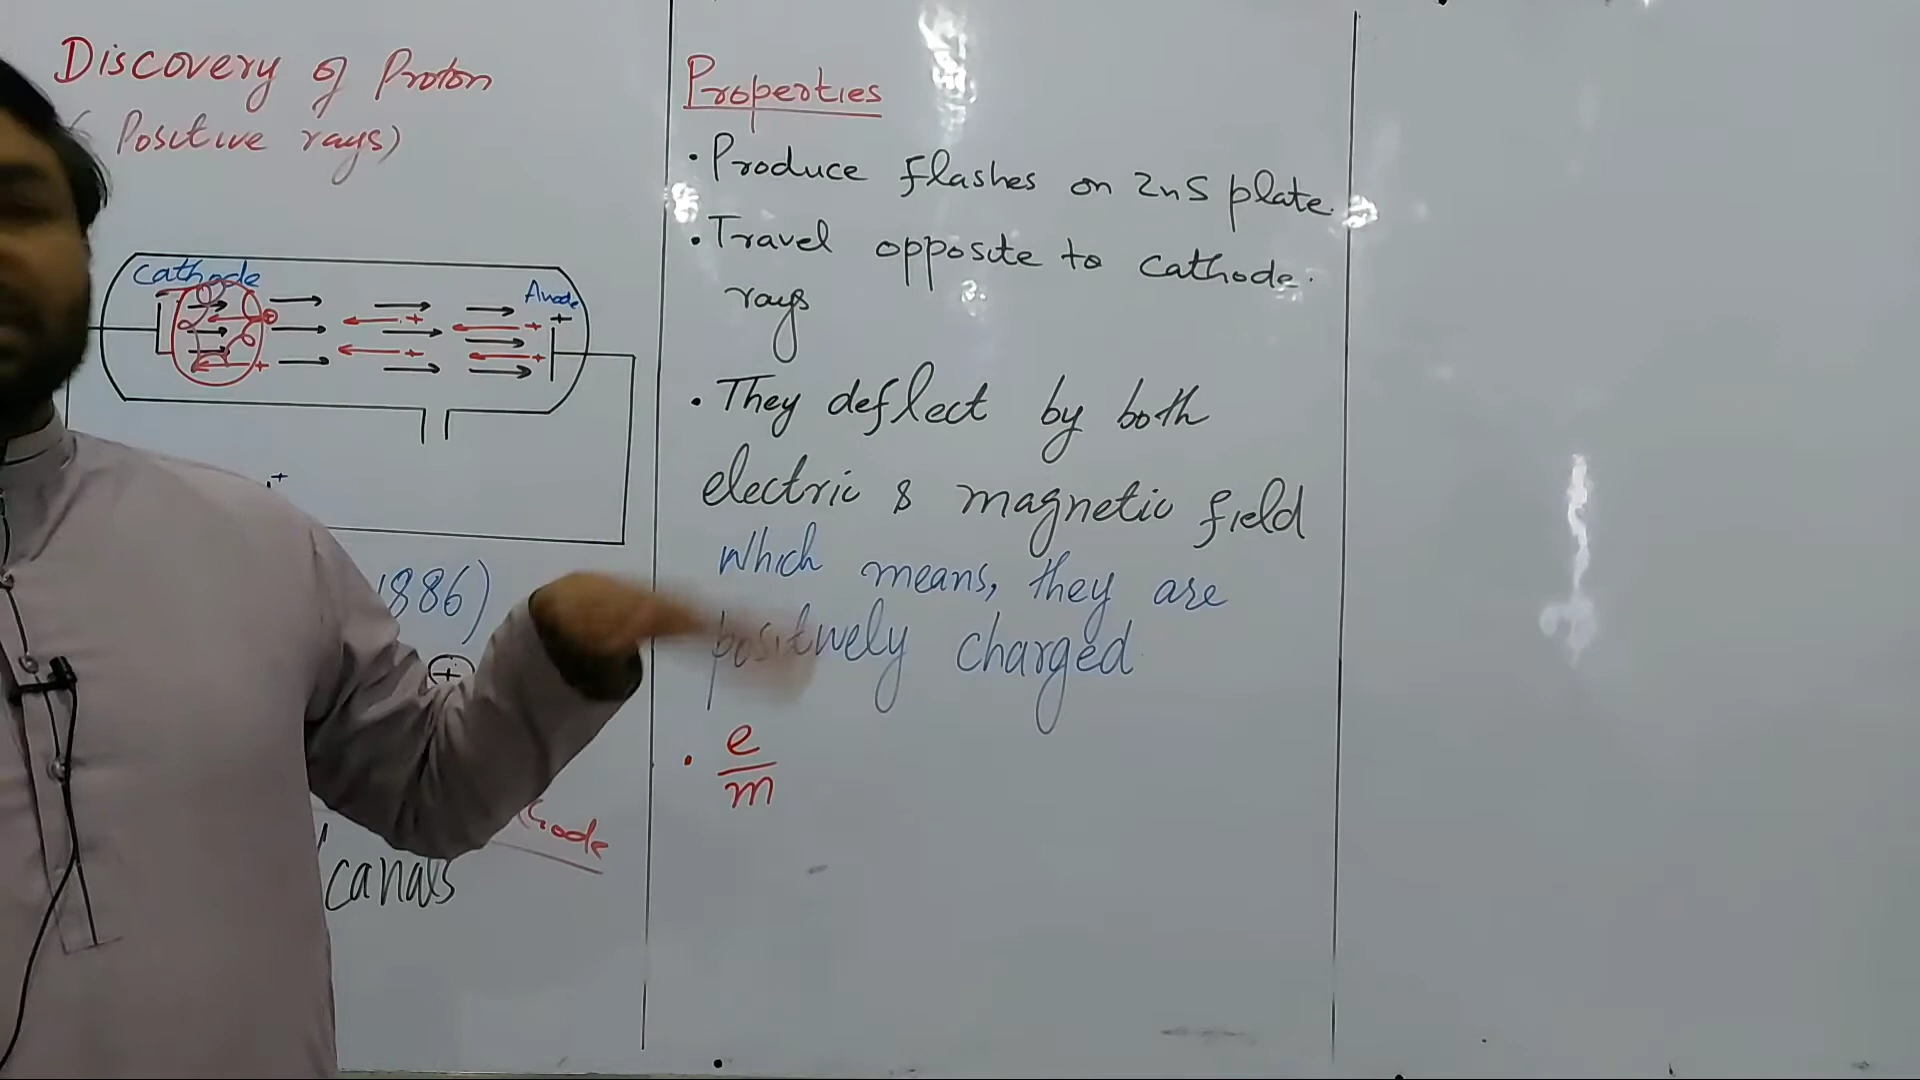 Discovery of Proton
(Positive rays)
Cathode
Anode
+
+
+
+
+
+
+
+
1886)
+
hode
canals
Properties
• Produce flashes on ZnS plate.
• Travel opposite to cathode.
rays
• They deflect by both
electric & magnetic field
which means, they are
positively charged
• e
m